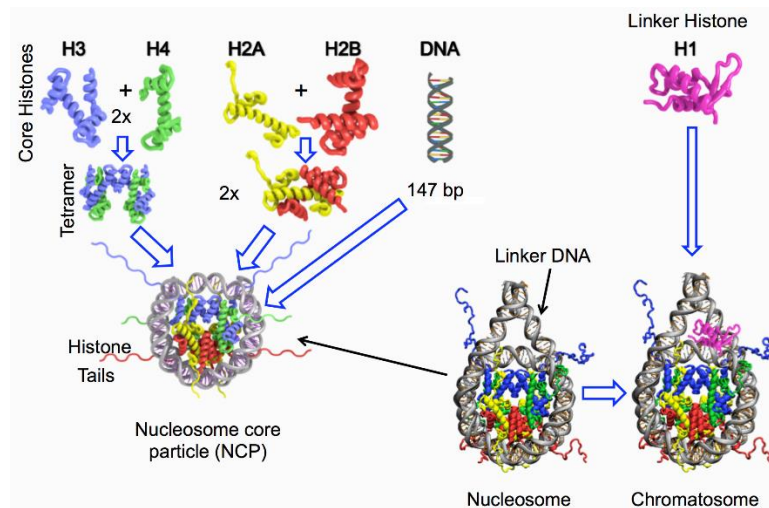 Linker Histone
H3
H4
H2A
H2B
DNA
H1
Core Histones
+
2x
+
Tetramer
2x
147 bp
Linker DNA
Histone
Tails
Nucleosome core
particle (NCP)
Nucleosome
Chromatosome